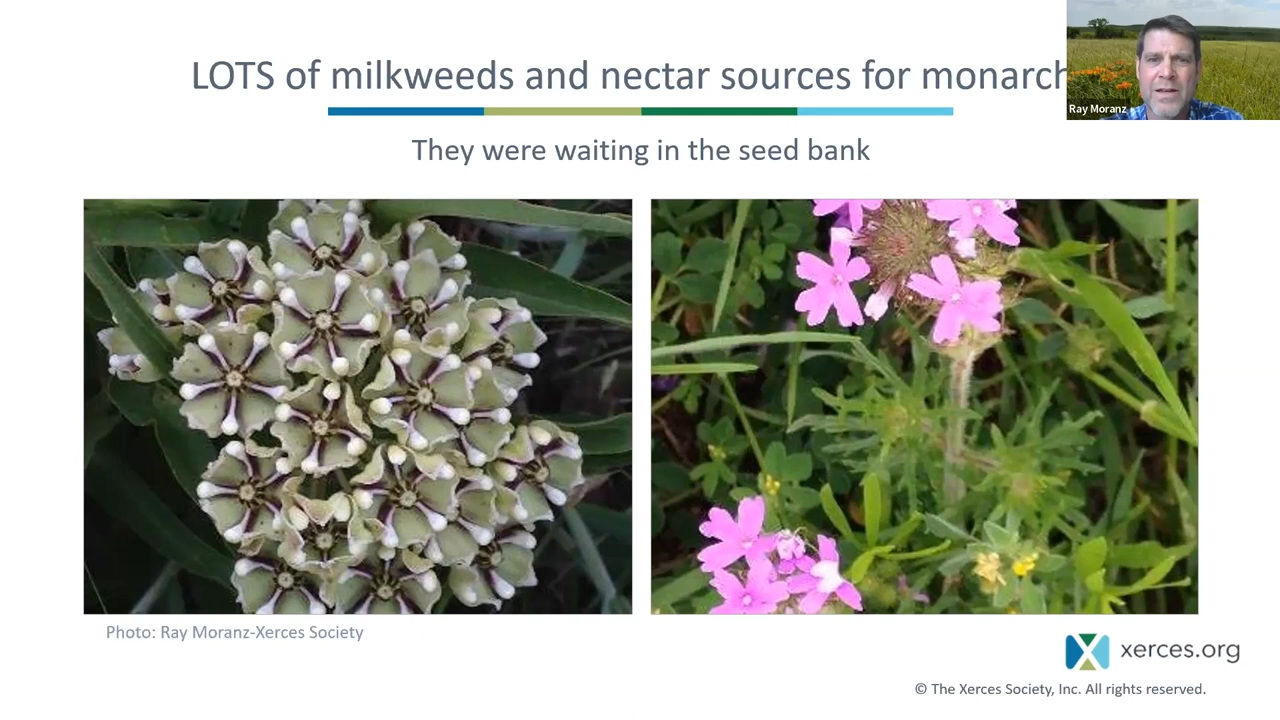 LOTS of milkweeds and nectar sources for monarch
Ray Moranz
They were waiting in the seed bank
Photo: Ray Moranz-Xerces Society
xerces.org
© The Xerces Society, Inc. All rights reserved.